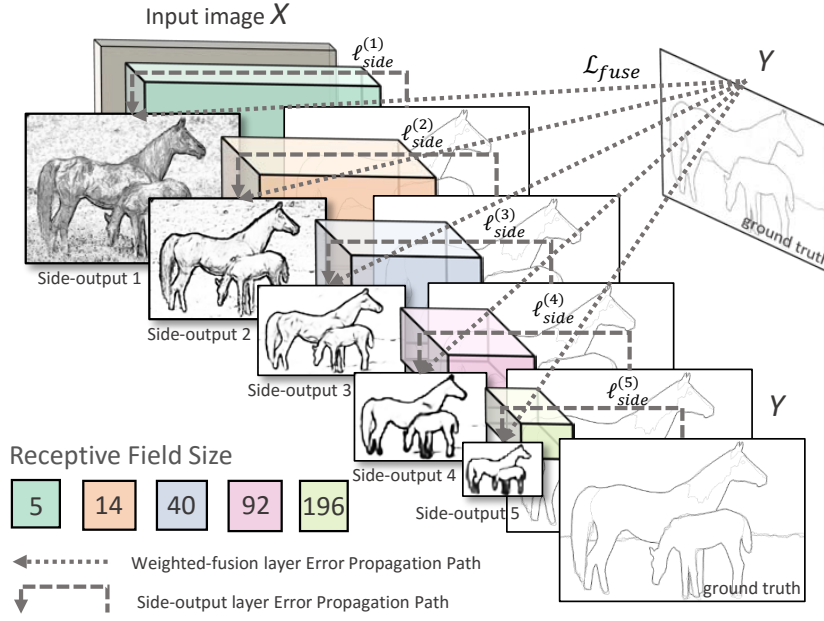 Input image X
ℓ_side^(1)
ℒ_fuse
Y
ℓ_side^(2)
ground truth
Side-output 1
ℓ_side^(3)
Side-output 2
ℓ_side^(4)
Side-output 3
ℓ_side^(5)
Y
Receptive Field Size
Side-output 4
5 14 40 92 196
Side-output 5
Weighted-fusion layer Error Propagation Path
ground truth
Side-output layer Error Propagation Path